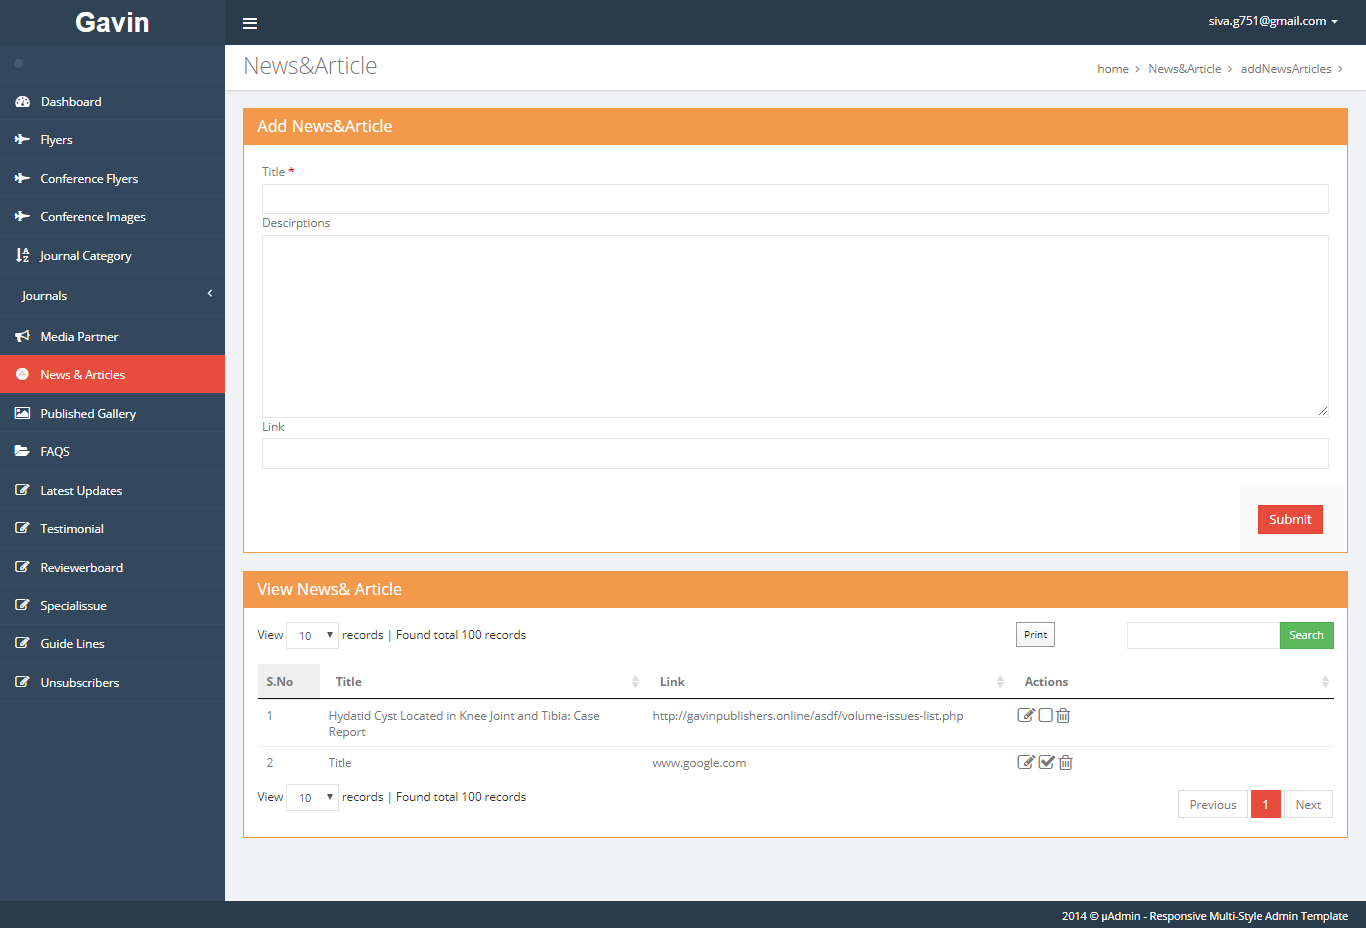 Gavin
siva.g751@gmail.com
News&Article
home > News&Article > addNewsArticles >
Dashboard
Flyers
Conference Flyers
Conference Images
Journal Category
Journals
Media Partner
News & Articles
Published Gallery
FAQS
Latest Updates
Testimonial
Reviewerboard
Specialissue
Guide Lines
Unsubscribers
Add News&Article
Title *
Descirptions
Link
Submit
View News& Article
View 10 records | Found total 100 records
Print
Search
S.No Title Link Actions
1 Hydatid Cyst Located in Knee Joint and Tibia: Case http://gavinpublishers.online/asdf/volume-issues-list.php
Report
2 Title www.google.com
View 10 records | Found total 100 records
Previous 1 Next
2014 © μAdmin - Responsive Multi-Style Admin Template